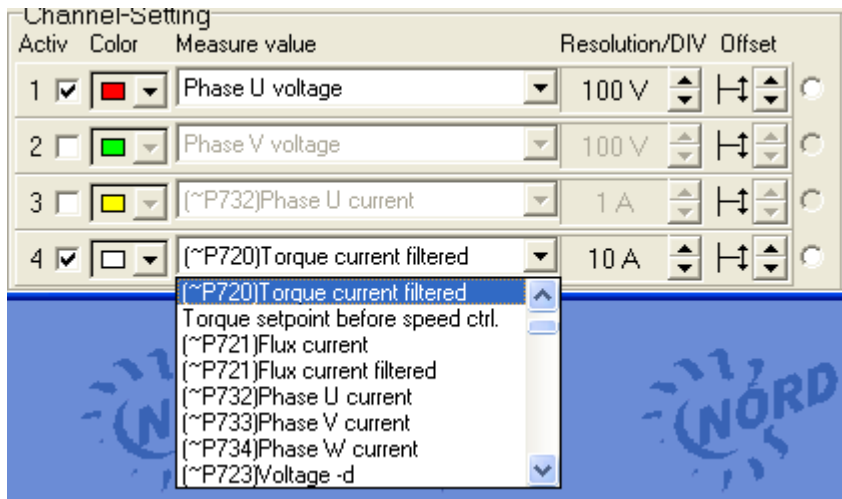 Channel-Setting
Activ Color Measure value Resolution/DIV Offset
1 Phase U voltage 100 V
2 Phase V voltage 100 V
3 (~P732)Phase U current 1 A
4 (~P720)Torque current filtered 10 A
(~P720)Torque current filtered
Torque setpoint before speed ctrl.
(~P721)Flux current
(~P721)Flux current filtered
(~P732)Phase U current
(~P733)Phase V current
(~P734)Phase W current
(~P723)Voltage -d
NORD